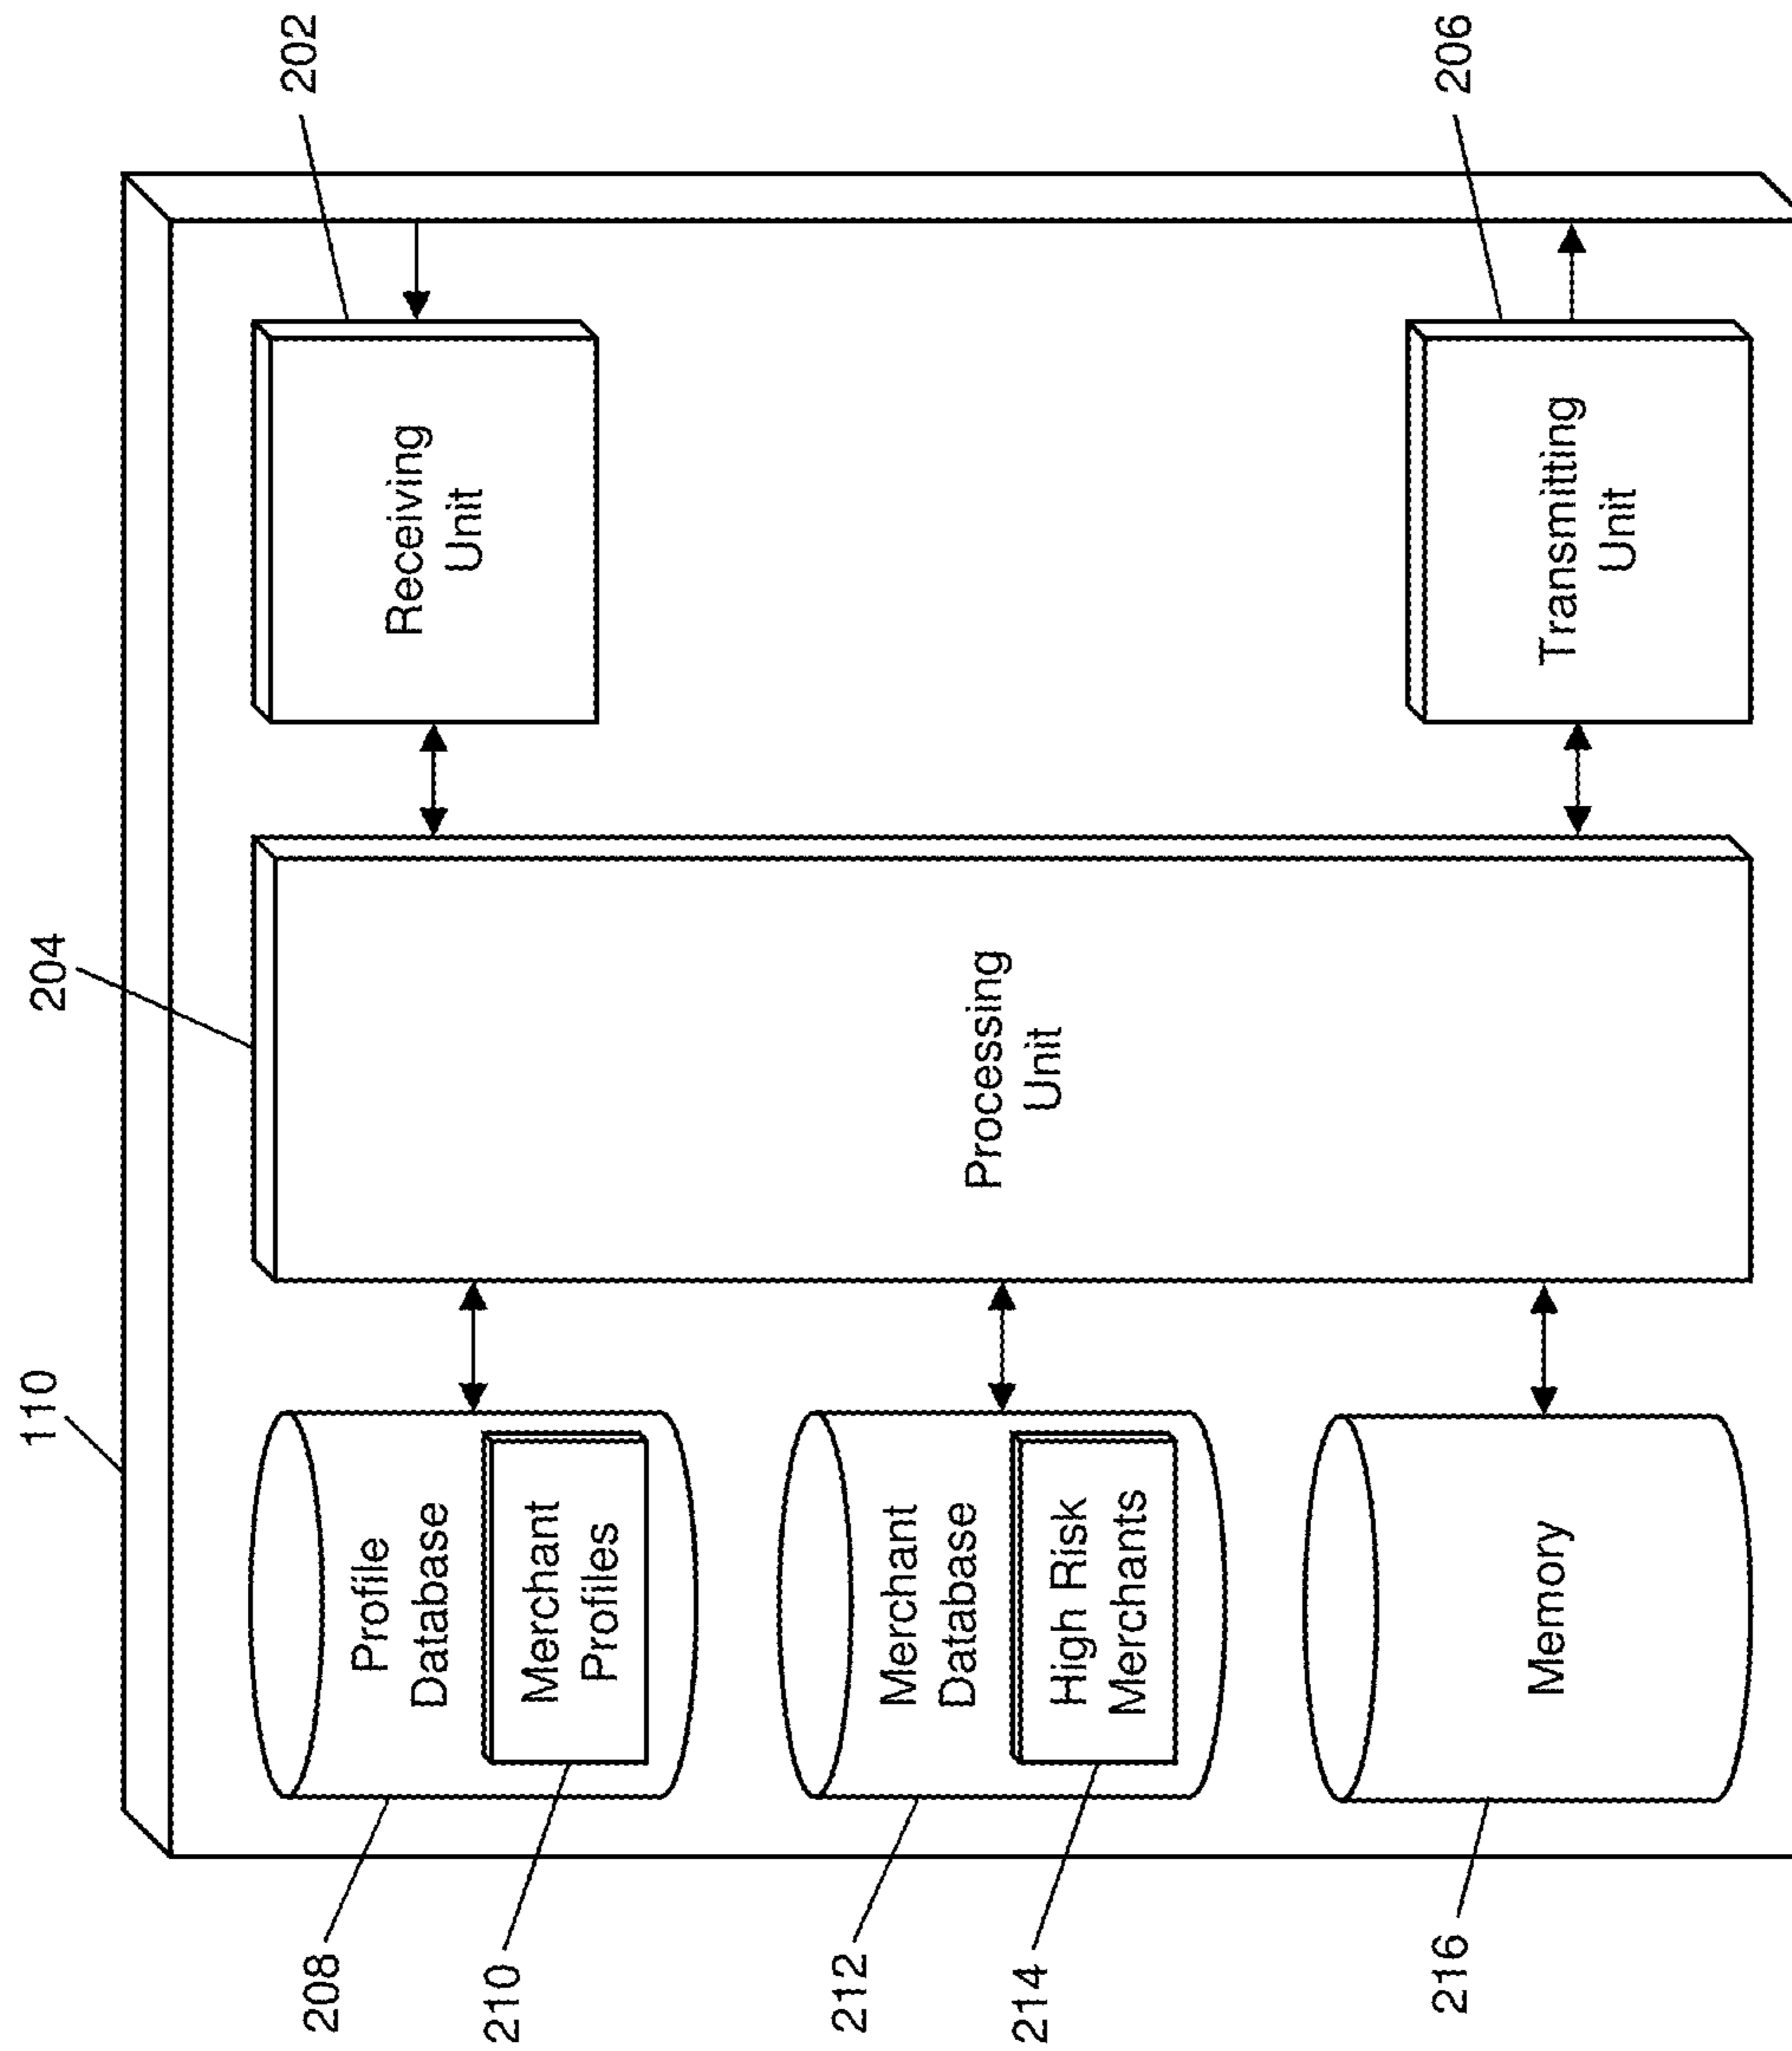 110
204
208
Profile
Database
210
Merchant
Profiles
212
Merchant
Database
214
High Risk
Merchants
216
Memory
Processing
Unit
202
Receiving
Unit
206
Transmitting
Unit